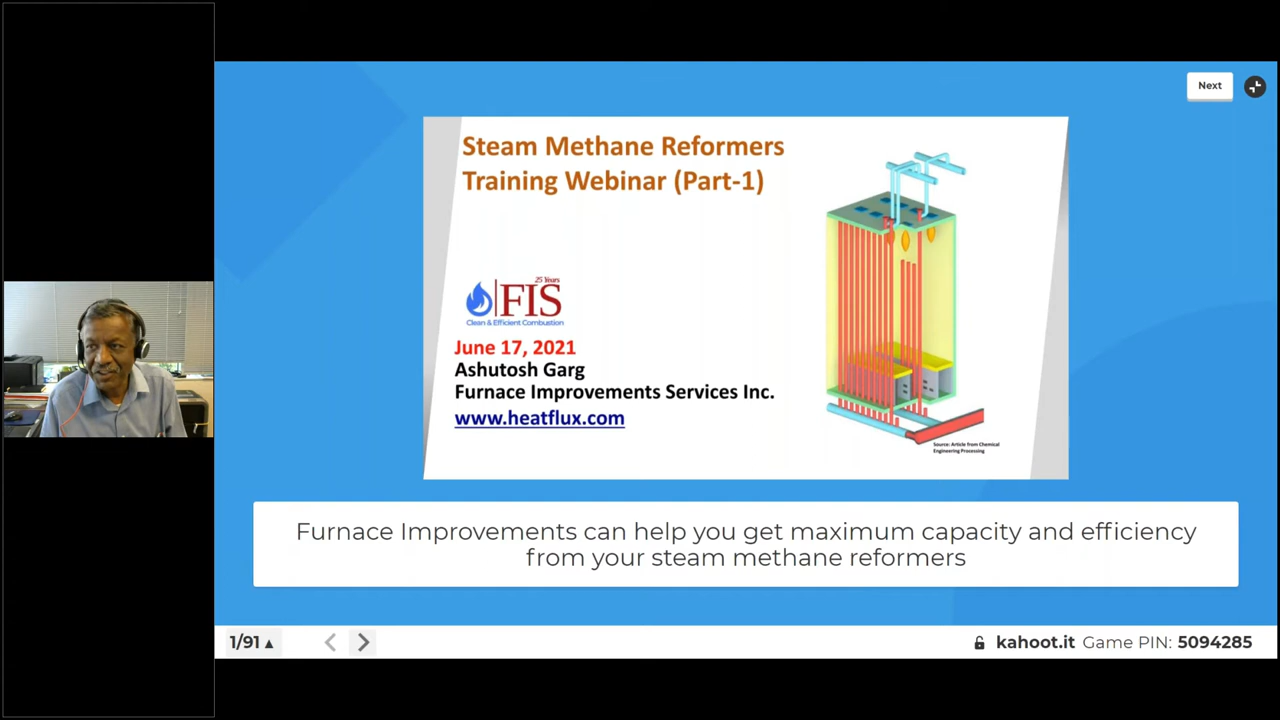 Next
Steam Methane Reformers
Training Webinar (Part-1)
25 Years
FIS
Clean & Efficient Combustion
June 17, 2021
Ashutosh Garg
Furnace Improvements Services Inc.
www.heatflux.com
Source: Article from Chemical
Engineering Processing
Furnace Improvements can help you get maximum capacity and efficiency
from your steam methane reformers
1/91
kahoot.it Game PIN: 5094285